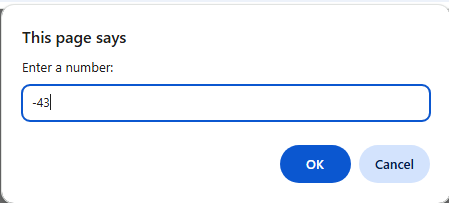 This page says
Enter a number:
-43
OK
Cancel